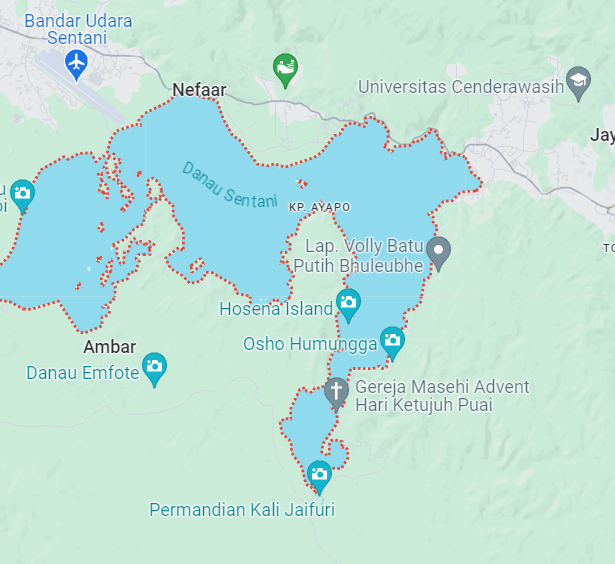 Bandar Udara
Sentani
Nefaar
Universitas Cenderawasih
Danau Sentani
KP. AYAPO
Lap. Volly Batu
Putih Bhuleubhe
Hosena Island
Osho Humungga
Ambar
Danau Emfote
Gereja Masehi Advent
Hari Ketujuh Puai
Permandian Kali Jaifuri